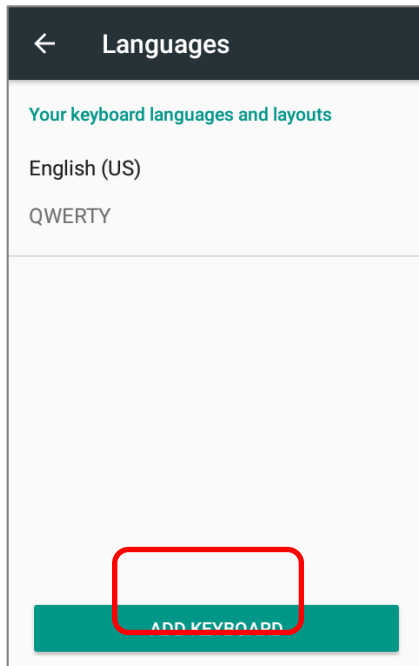 Languages
Your keyboard languages and layouts
English (US)
QWERTY
ADD KEYBOARD